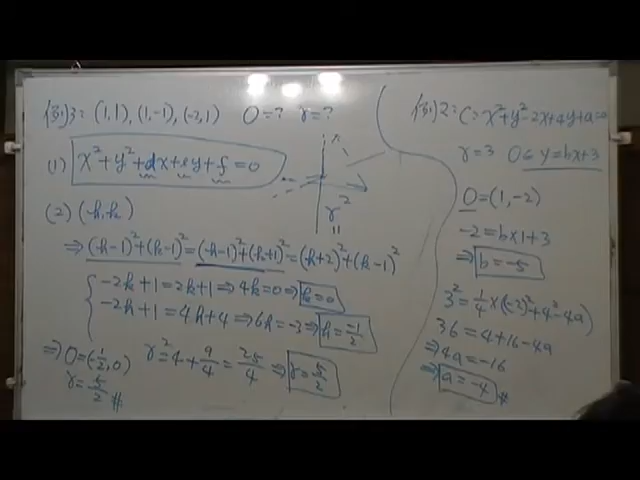 例3: (1,1), (1,-1), (-2,1)  O=? r=?
(1) x²+y²+dx+ey+f=0
(2) (h,k)
r²
⇒ (h-1)²+(k-1)²=(h-1)²+(k+1)²=(h+2)²+(k-1)²
-2k+1=2k+1⇒4k=0⇒k=0
-2h+1=4h+4⇒6h=-3⇒h=-1/2
⇒O=(-1/2,0) r²=4+9/4=25/4⇒r=5/2
r=5/2 #
例2: C: x²+y²-2x+4y+a=0
r=3 O∈y=bx+3
O=(1,-2)
-2=b×1+3
⇒b=-5
3²=1/4×(-2)²+4²-4a)
36=4+16-4a
⇒4a=-16
⇒a=-4 #